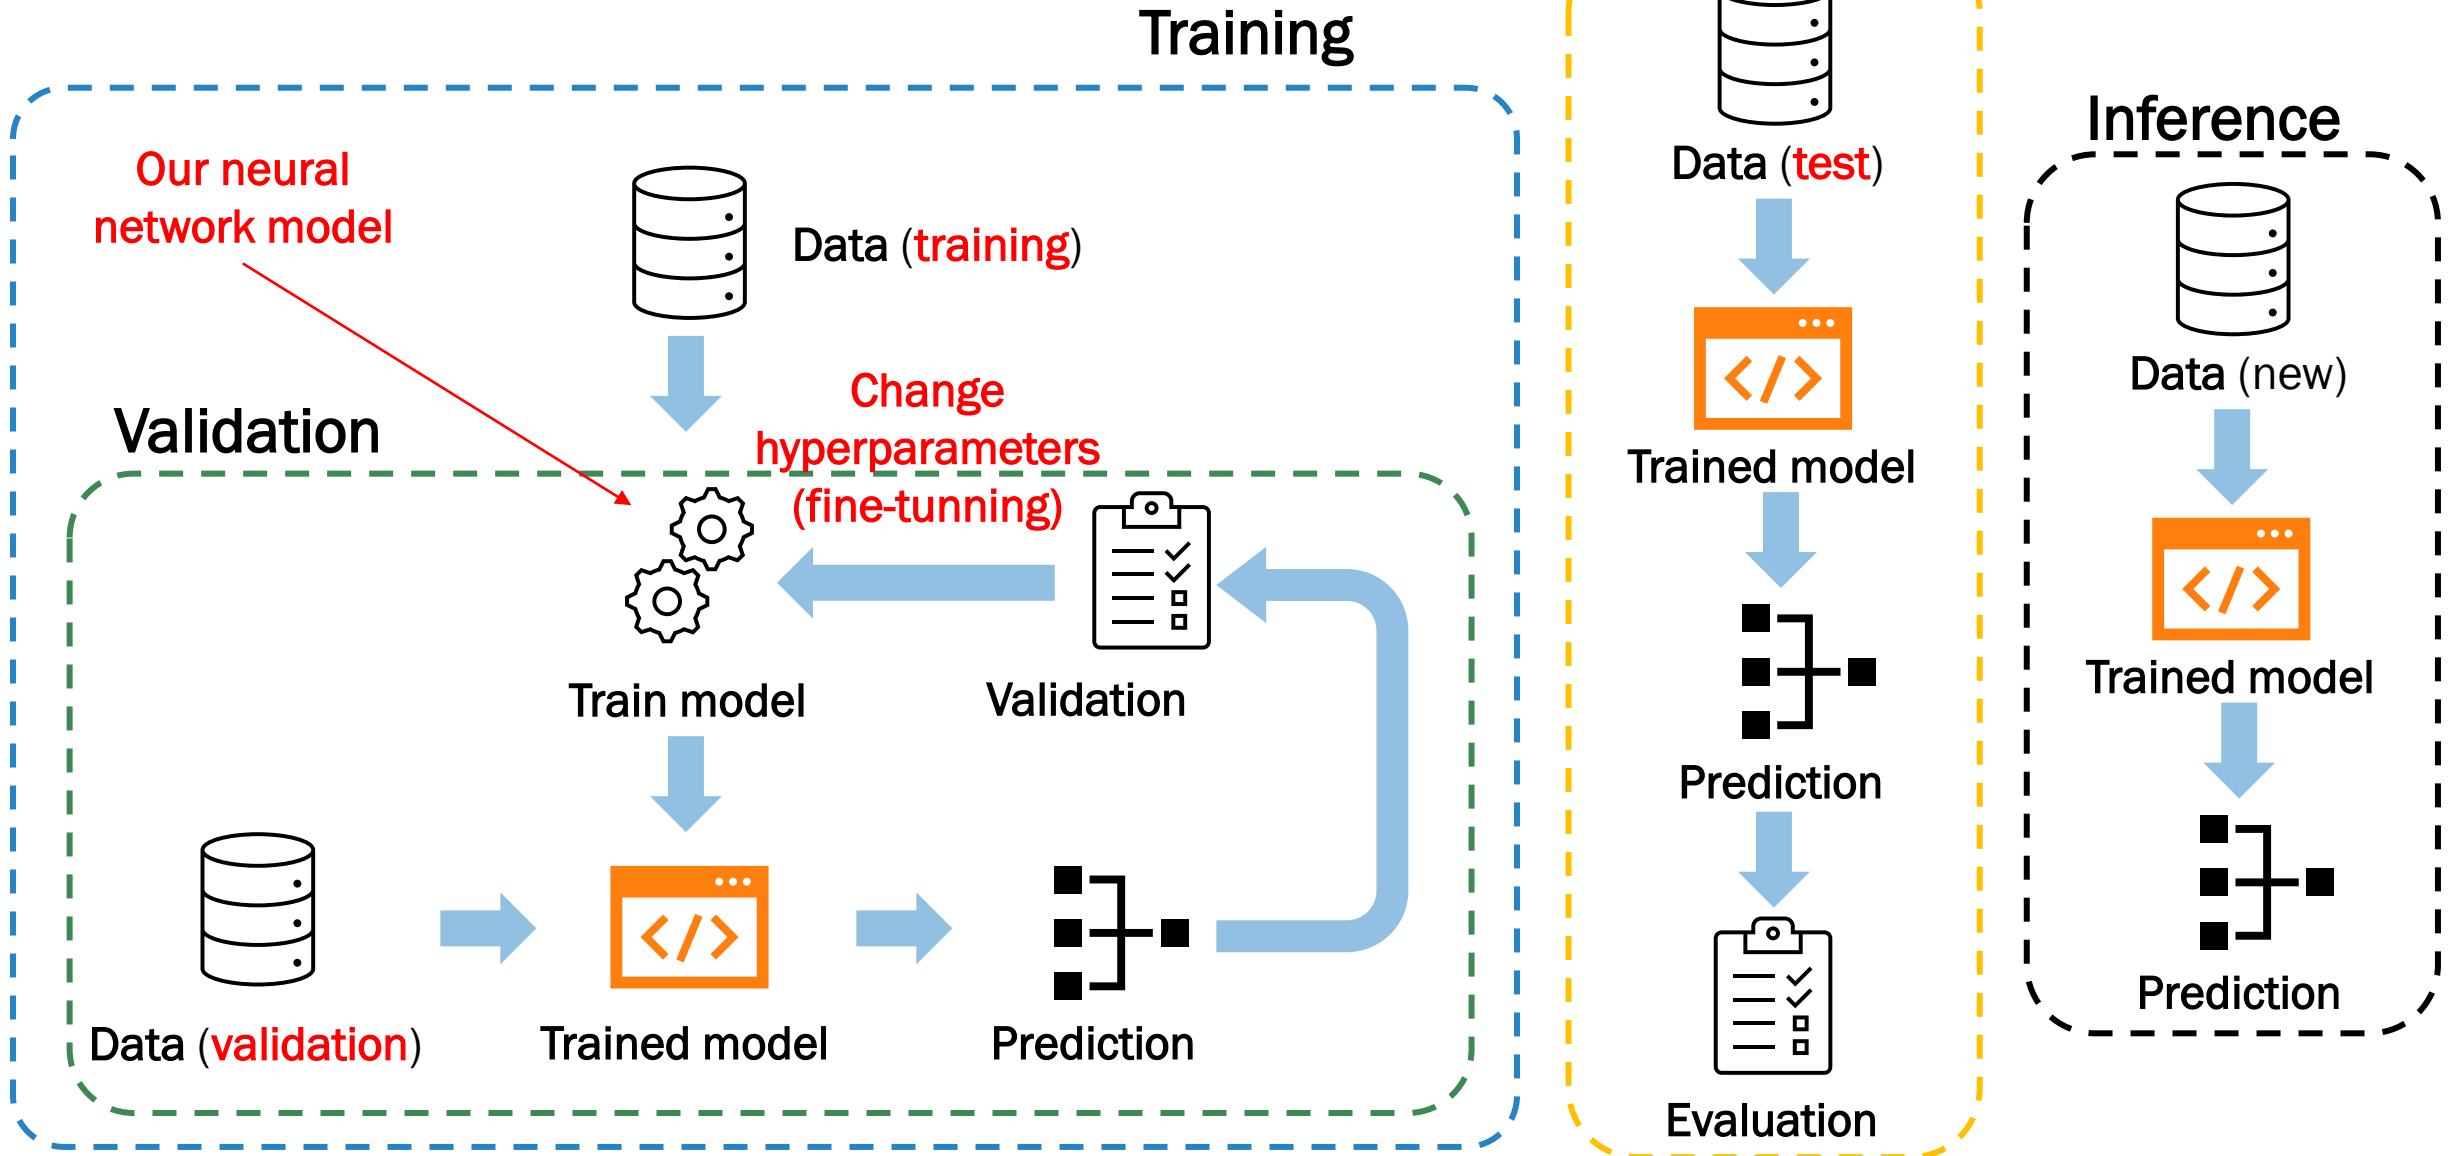 Training
Our neural
network model
Data (training)
Validation
Change
hyperparameters
(fine-tunning)
Train model
Validation
Data (validation)
Trained model
Prediction
Data (test)
Trained model
Prediction
Evaluation
Inference
Data (new)
Trained model
Prediction